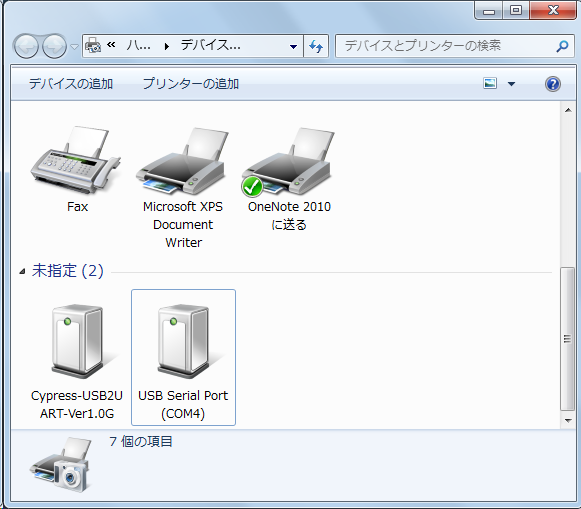 ハ... デバイス...
デバイスとプリンターの検索
デバイスの追加 プリンターの追加
Fax
Microsoft XPS
Document
Writer
OneNote 2010
に送る
未指定 (2)
Cypress-USB2U
ART-Ver1.0G
USB Serial Port
(COM4)
7 個の項目